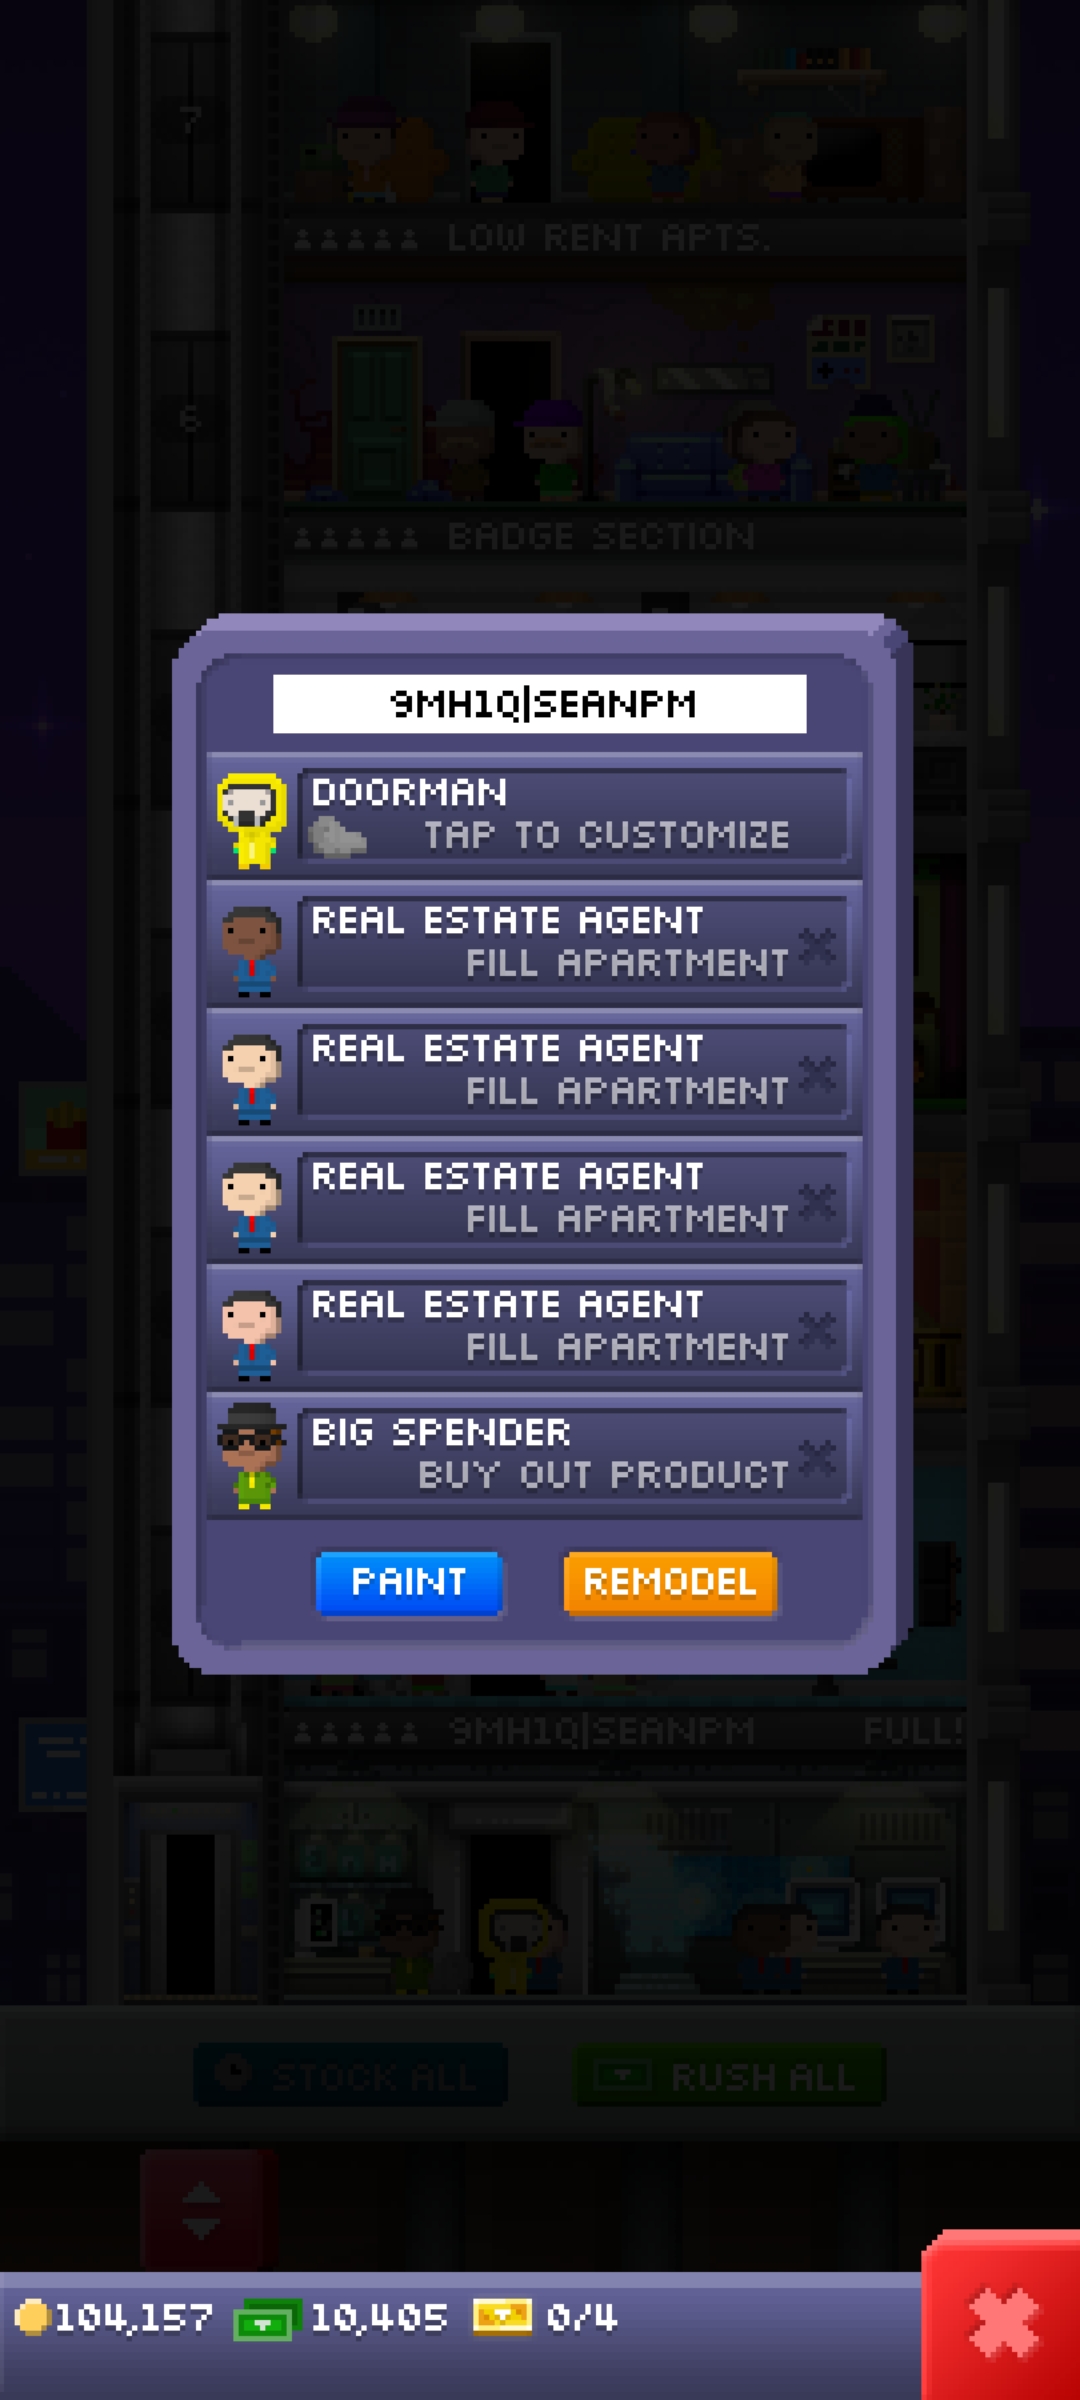 7
LOW RENT APTS.
6
BADGE SECTION
9MH1Q|SEANPM
DOORMAN
TAP TO CUSTOMIZE
REAL ESTATE AGENT
FILL APARTMENT
REAL ESTATE AGENT
FILL APARTMENT
REAL ESTATE AGENT
FILL APARTMENT
REAL ESTATE AGENT
FILL APARTMENT
BIG SPENDER
BUY OUT PRODUCT
PAINT
REMODEL
9MH1Q|SEANPM
FULL!
STOCK ALL
RUSH ALL
104,157
10,405
0/4